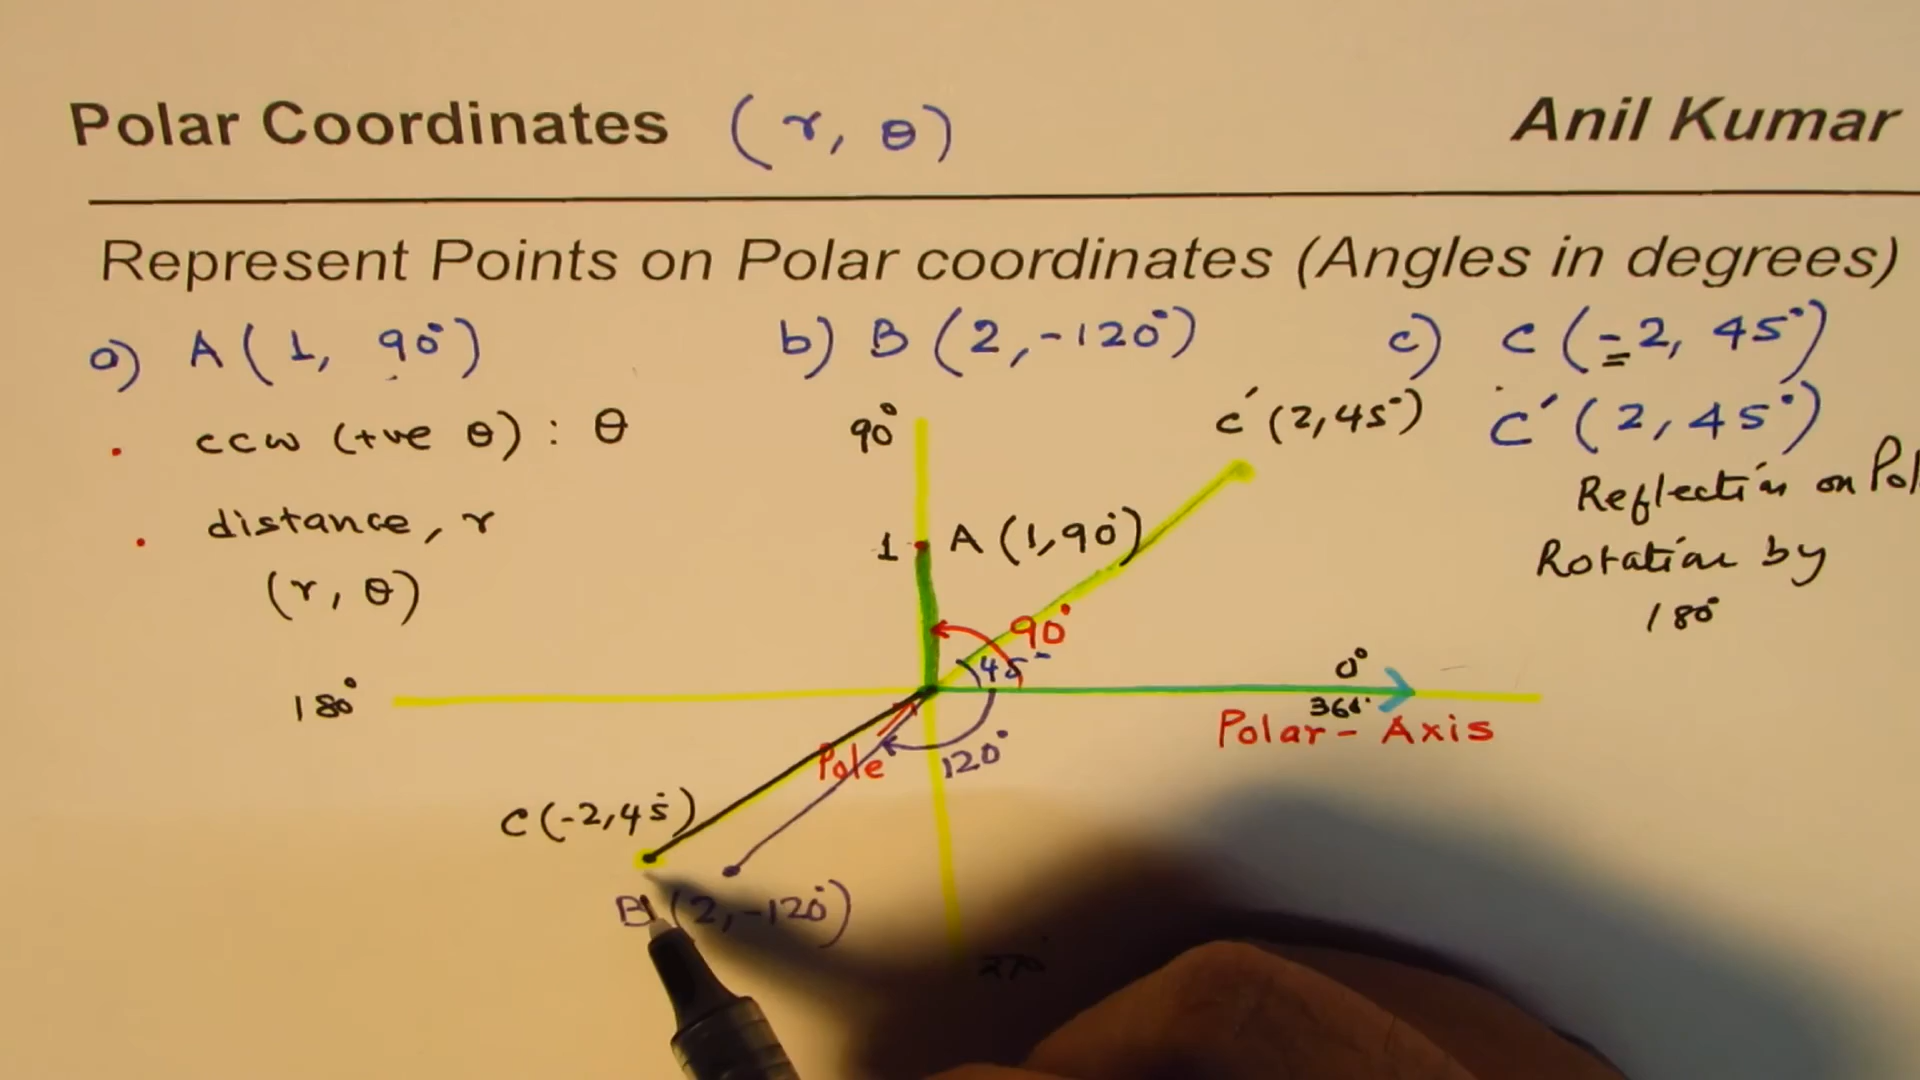 Polar Coordinates (r, θ)
Anil Kumar
Represent Points on Polar coordinates (Angles in degrees)
a) A(1, 90°)
b) B(2, -120°)
c) C(-2, 45°)
C'(2, 45°)
Reflection on Pol
Rotation by
180°
ccw (+ve θ) : θ
distance, r
(r, θ)
90°
C'(2,45°)
1 A(1,90°)
90°
45°
0°
180°
Polar-Axis
Pole
120°
C(-2,45°)
B(2,-120°)
270°